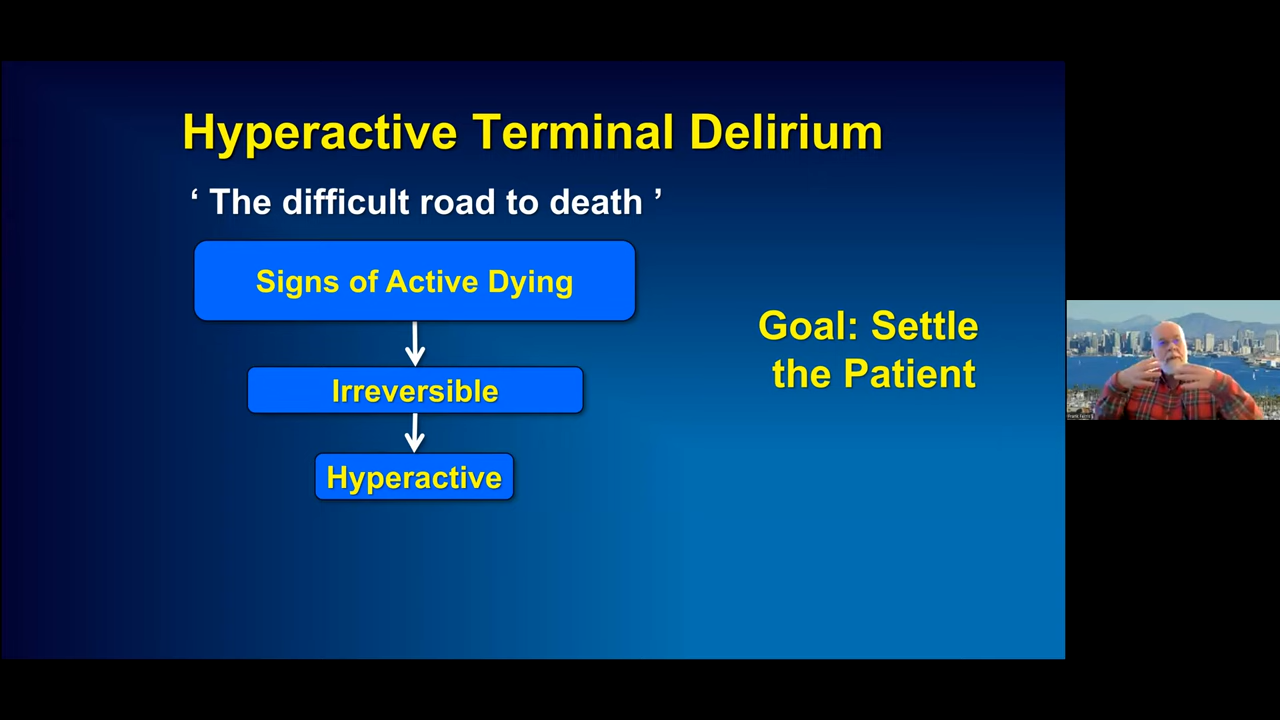 Hyperactive Terminal Delirium
‘ The difficult road to death ’
Signs of Active Dying
Irreversible
Hyperactive
Goal: Settle
the Patient